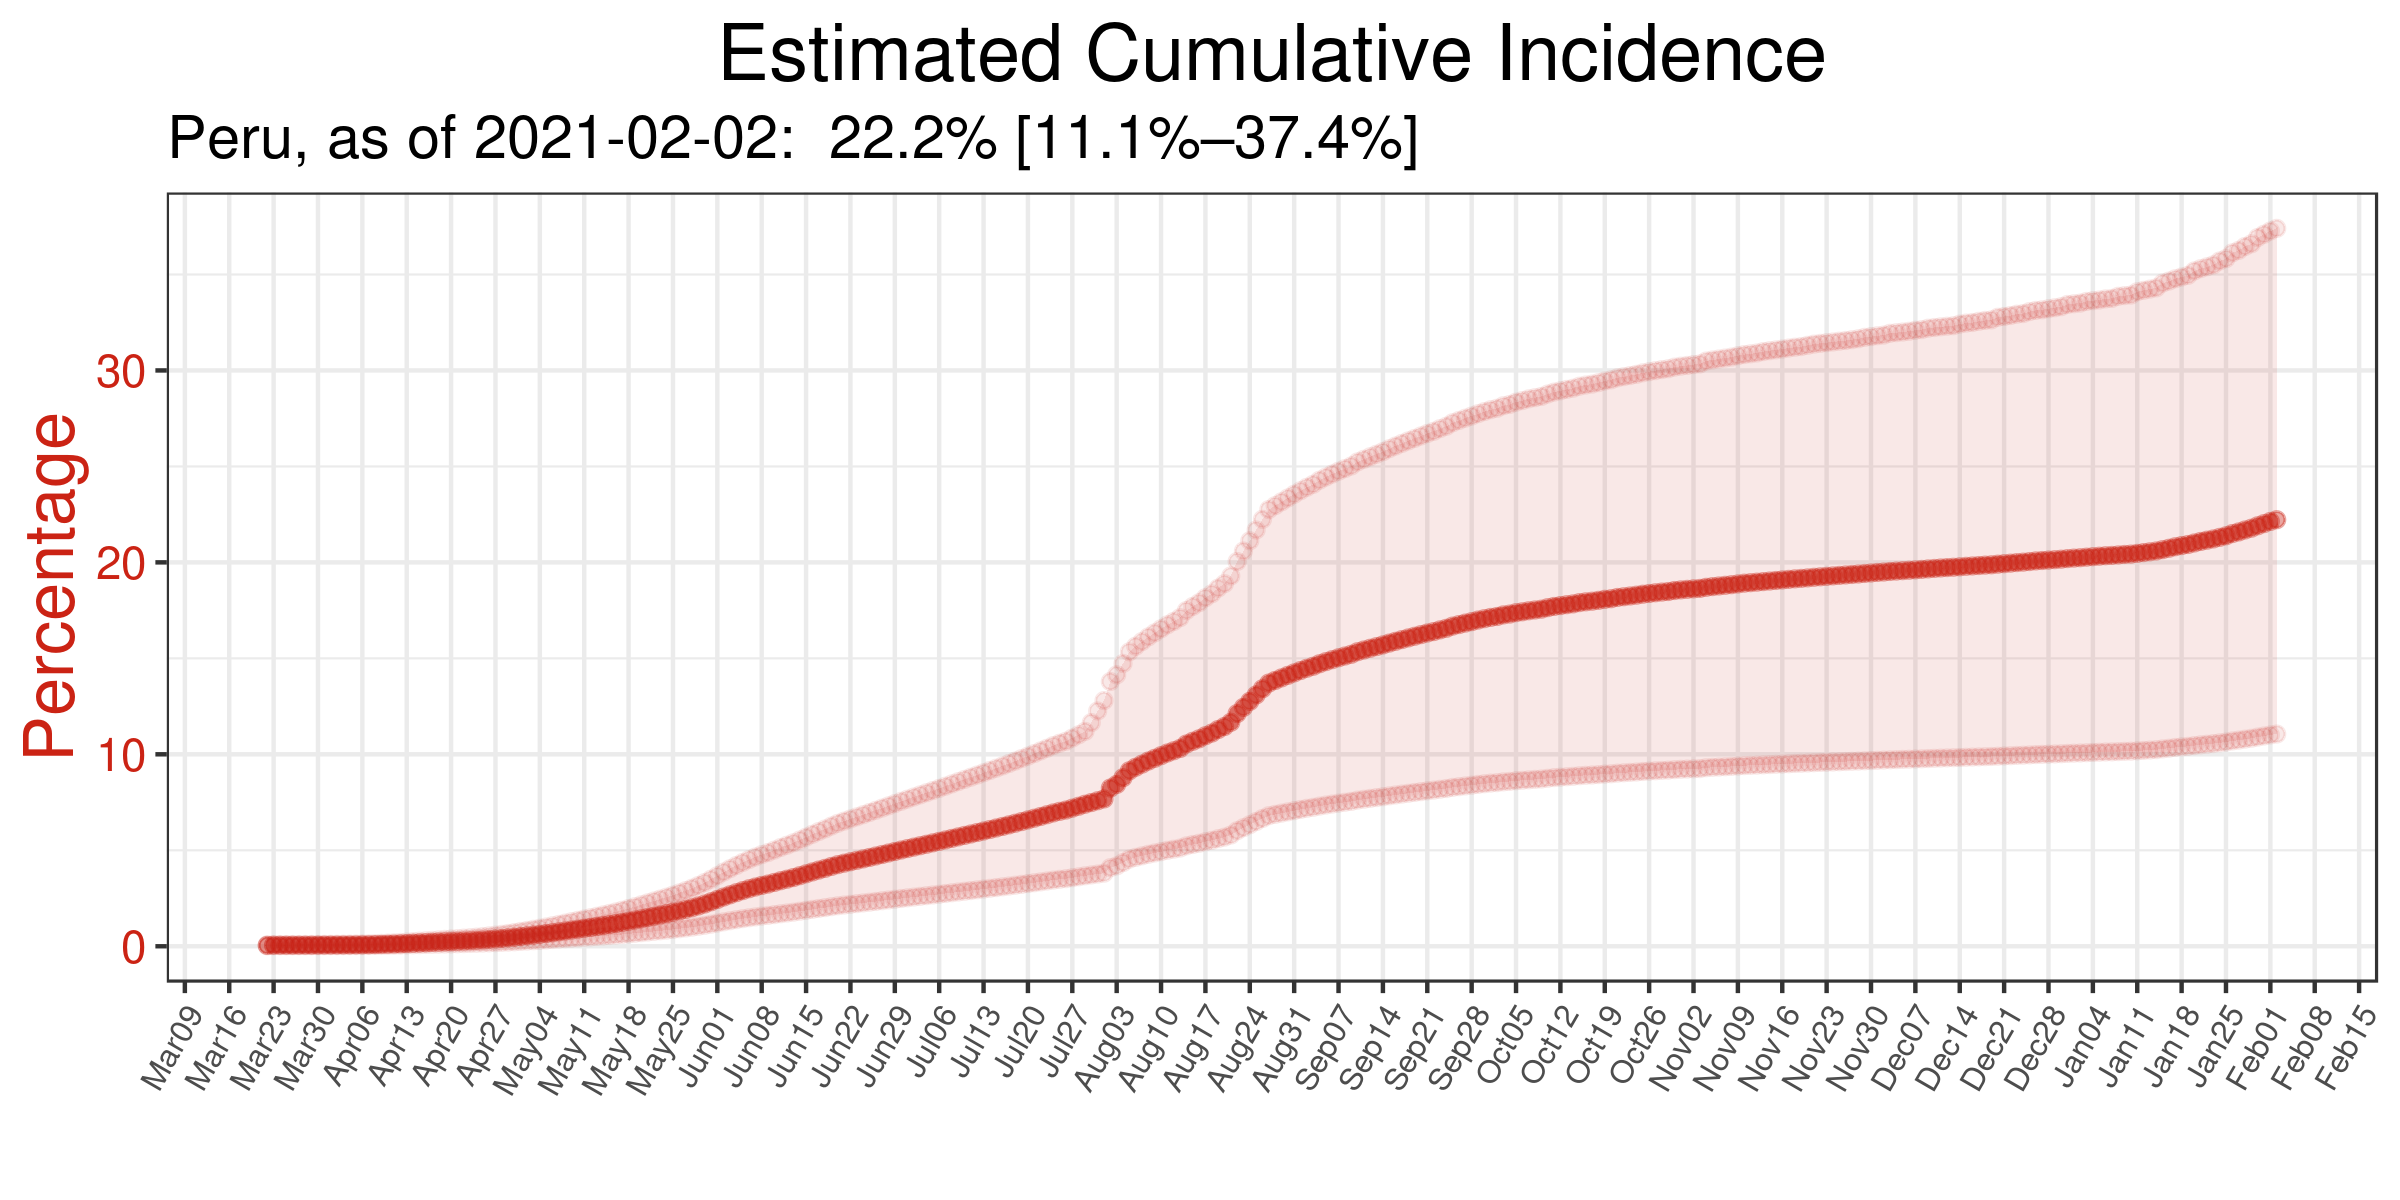 Estimated Cumulative Incidence
Peru, as of 2021-02-02:  22.2% [11.1%–37.4%]
Percentage
30
20
10
0
Mar09
Mar16
Mar23
Mar30
Apr06
Apr13
Apr20
Apr27
May04
May11
May18
May25
Jun01
Jun08
Jun15
Jun22
Jun29
Jul06
Jul13
Jul20
Jul27
Aug03
Aug10
Aug17
Aug24
Aug31
Sep07
Sep14
Sep21
Sep28
Oct05
Oct12
Oct19
Oct26
Nov02
Nov09
Nov16
Nov23
Nov30
Dec07
Dec14
Dec21
Dec28
Jan04
Jan11
Jan18
Jan25
Feb01
Feb08
Feb15